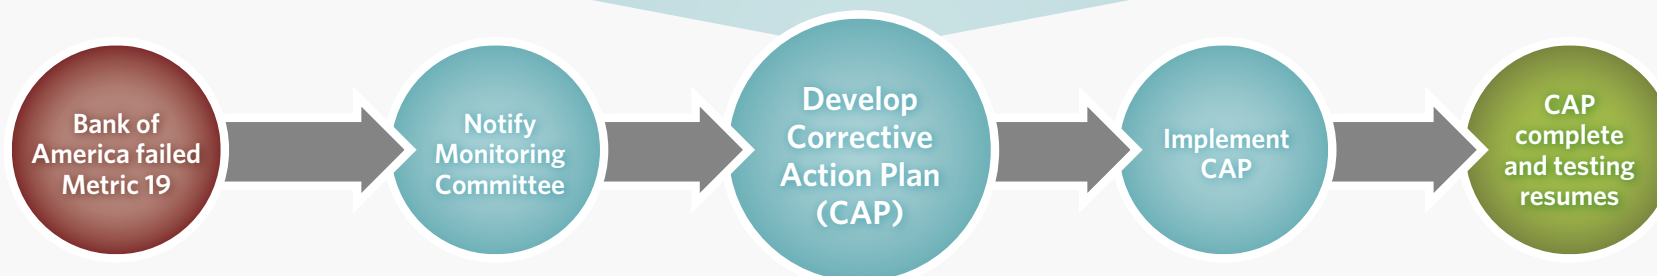 Bank of
America failed
Metric 19
Notify
Monitoring
Committee
Develop
Corrective
Action Plan
(CAP)
Implement
CAP
CAP
complete
and testing
resumes